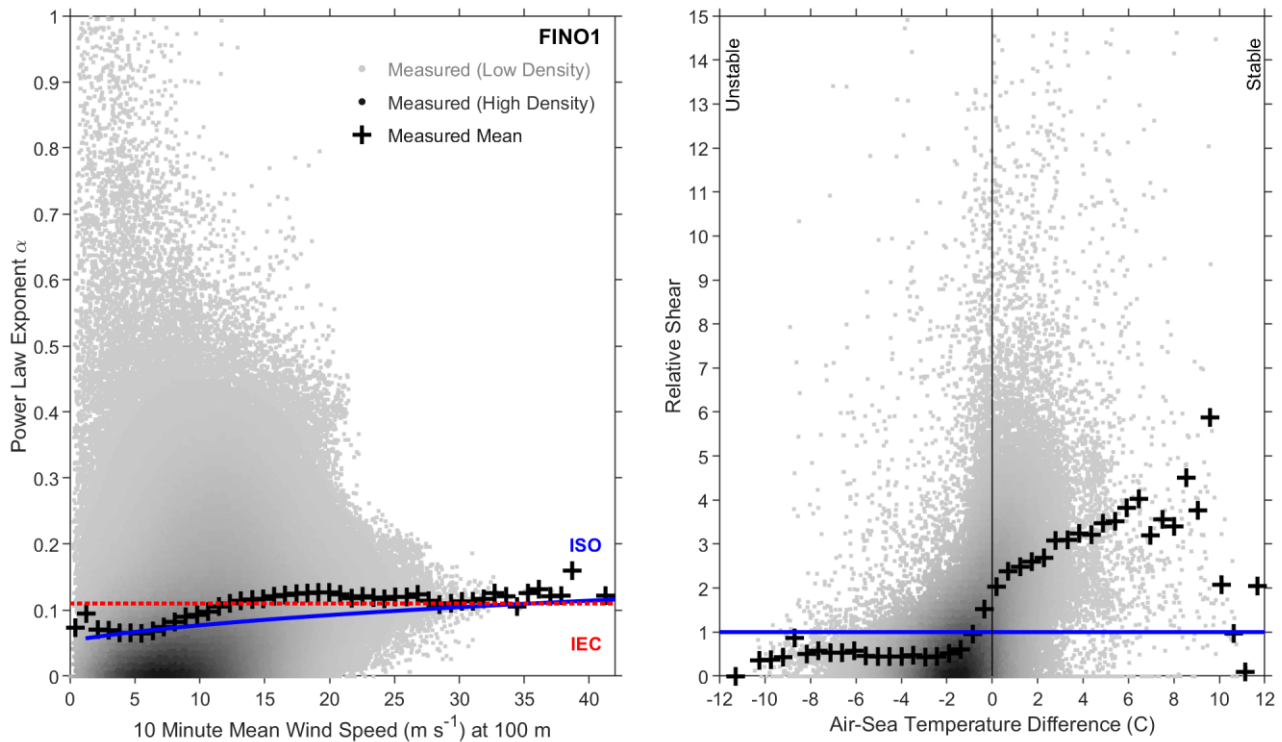 FINO1
Measured (Low Density)
Measured (High Density)
Measured Mean
ISO
IEC
1
0.9
0.8
0.7
0.6
0.5
0.4
0.3
0.2
0.1
0
Power Law Exponent α
0 5 10 15 20 25 30 35 40
10 Minute Mean Wind Speed (m s⁻¹) at 100 m
Unstable
Stable
15
14
13
12
11
10
9
8
7
6
5
4
3
2
1
0
Relative Shear
-12 -10 -8 -6 -4 -2 0 2 4 6 8 10 12
Air-Sea Temperature Difference (C)